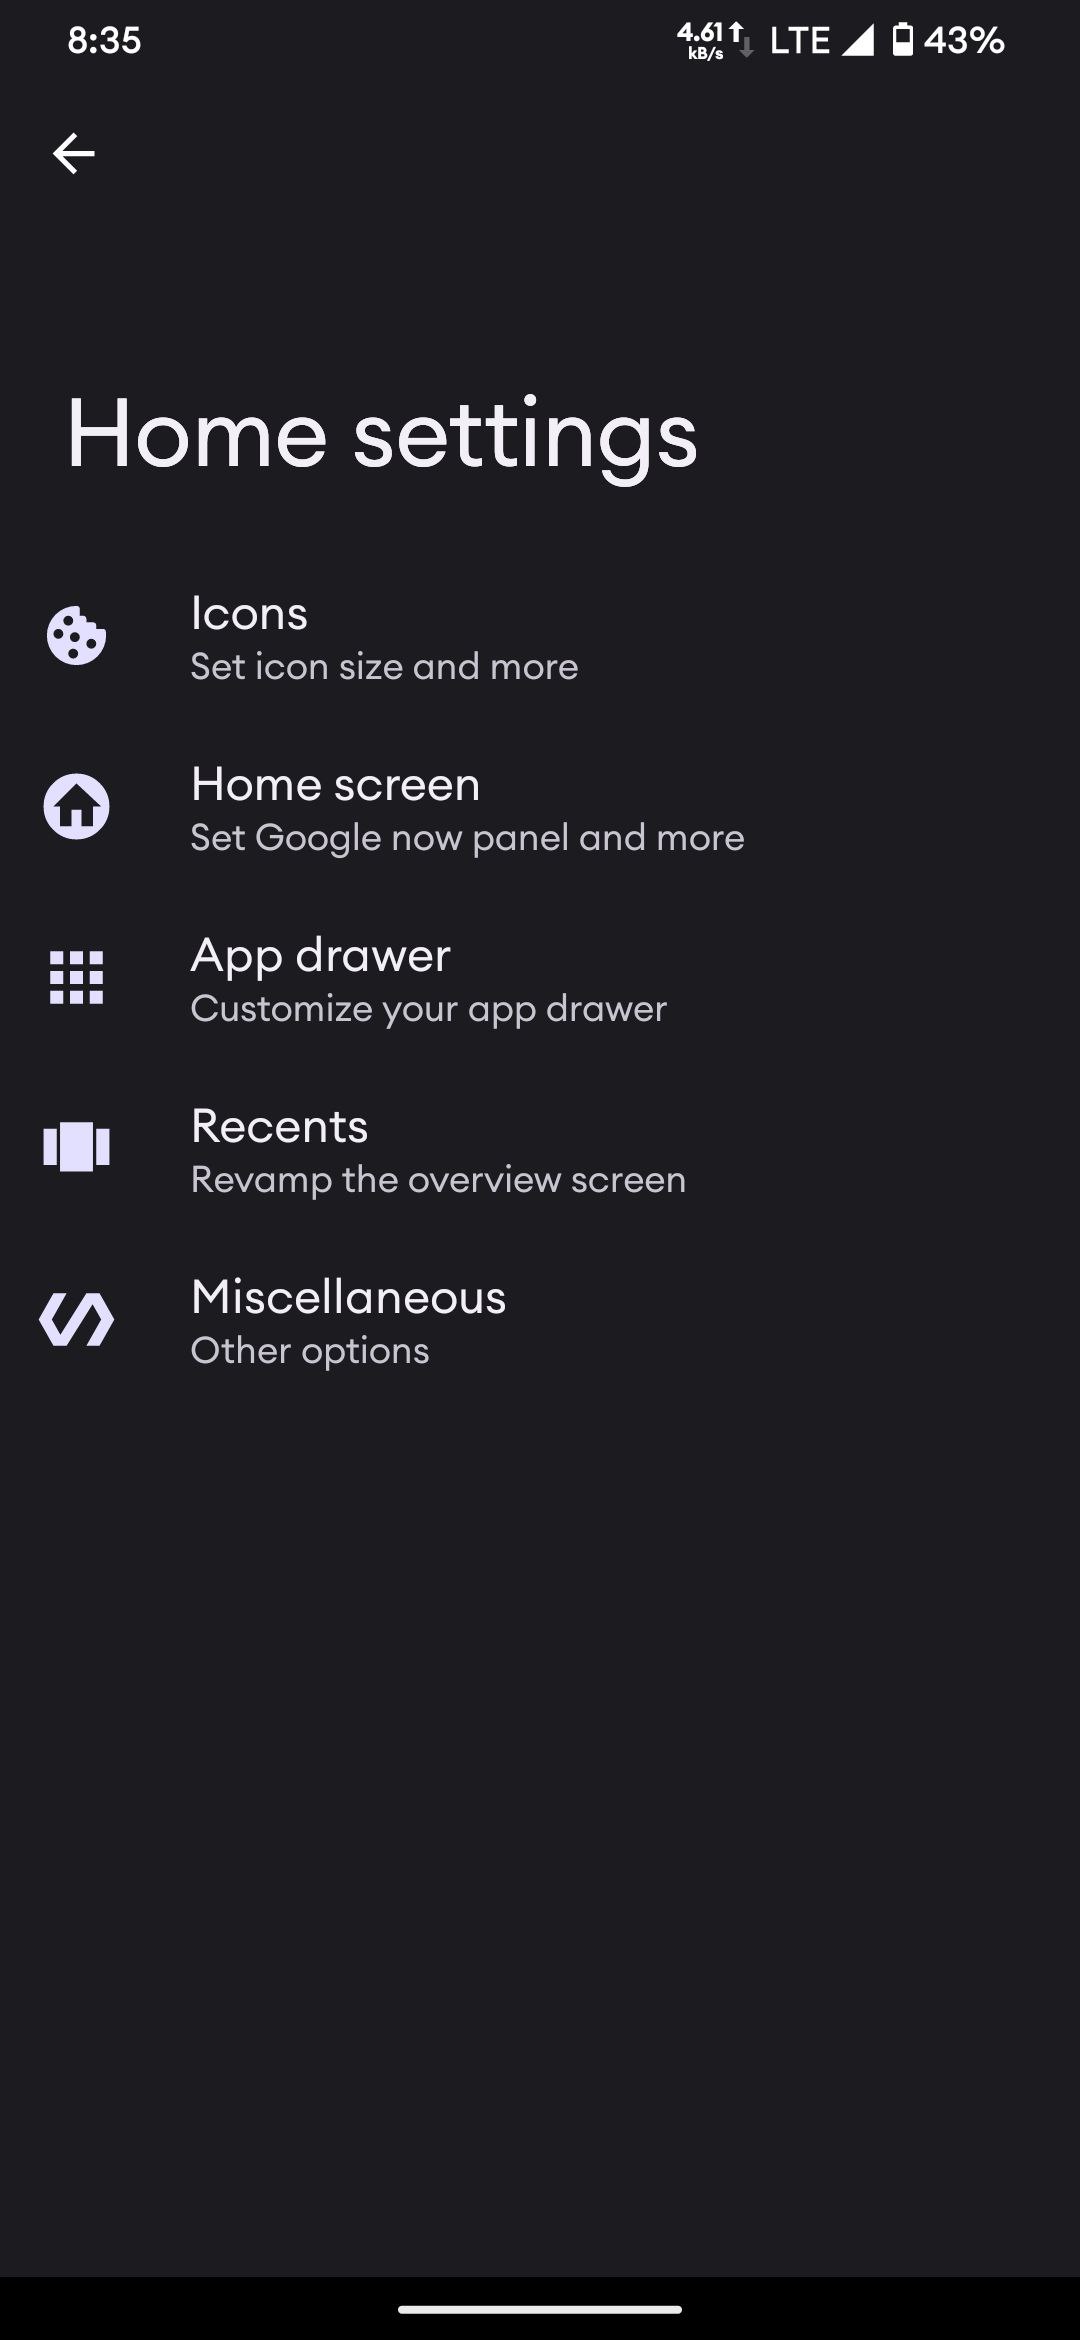 8:35 4.61 kB/s LTE 43%
Home settings
Icons
Set icon size and more
Home screen
Set Google now panel and more
App drawer
Customize your app drawer
Recents
Revamp the overview screen
Miscellaneous
Other options